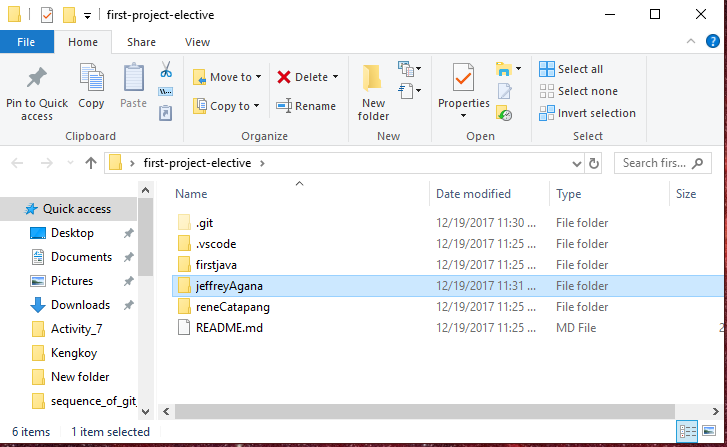 first-project-elective
File Home Share View
Pin to Quick access
Copy
Paste
Clipboard
Move to
Copy to
Delete
Rename
Organize
New folder
New
Properties
Open
Select all
Select none
Invert selection
Select
first-project-elective
Search firs...
Name Date modified Type Size
Quick access
Desktop
Documents
Pictures
Downloads
Activity_7
Kengkoy
New folder
sequence_of_git_
.git 12/19/2017 11:30 ... File folder
.vscode 12/19/2017 11:25 ... File folder
firstjava 12/19/2017 11:25 ... File folder
jeffreyAgana 12/19/2017 11:31 ... File folder
reneCatapang 12/19/2017 11:25 ... File folder
README.md 12/19/2017 11:25 ... MD File 2
6 items 1 item selected